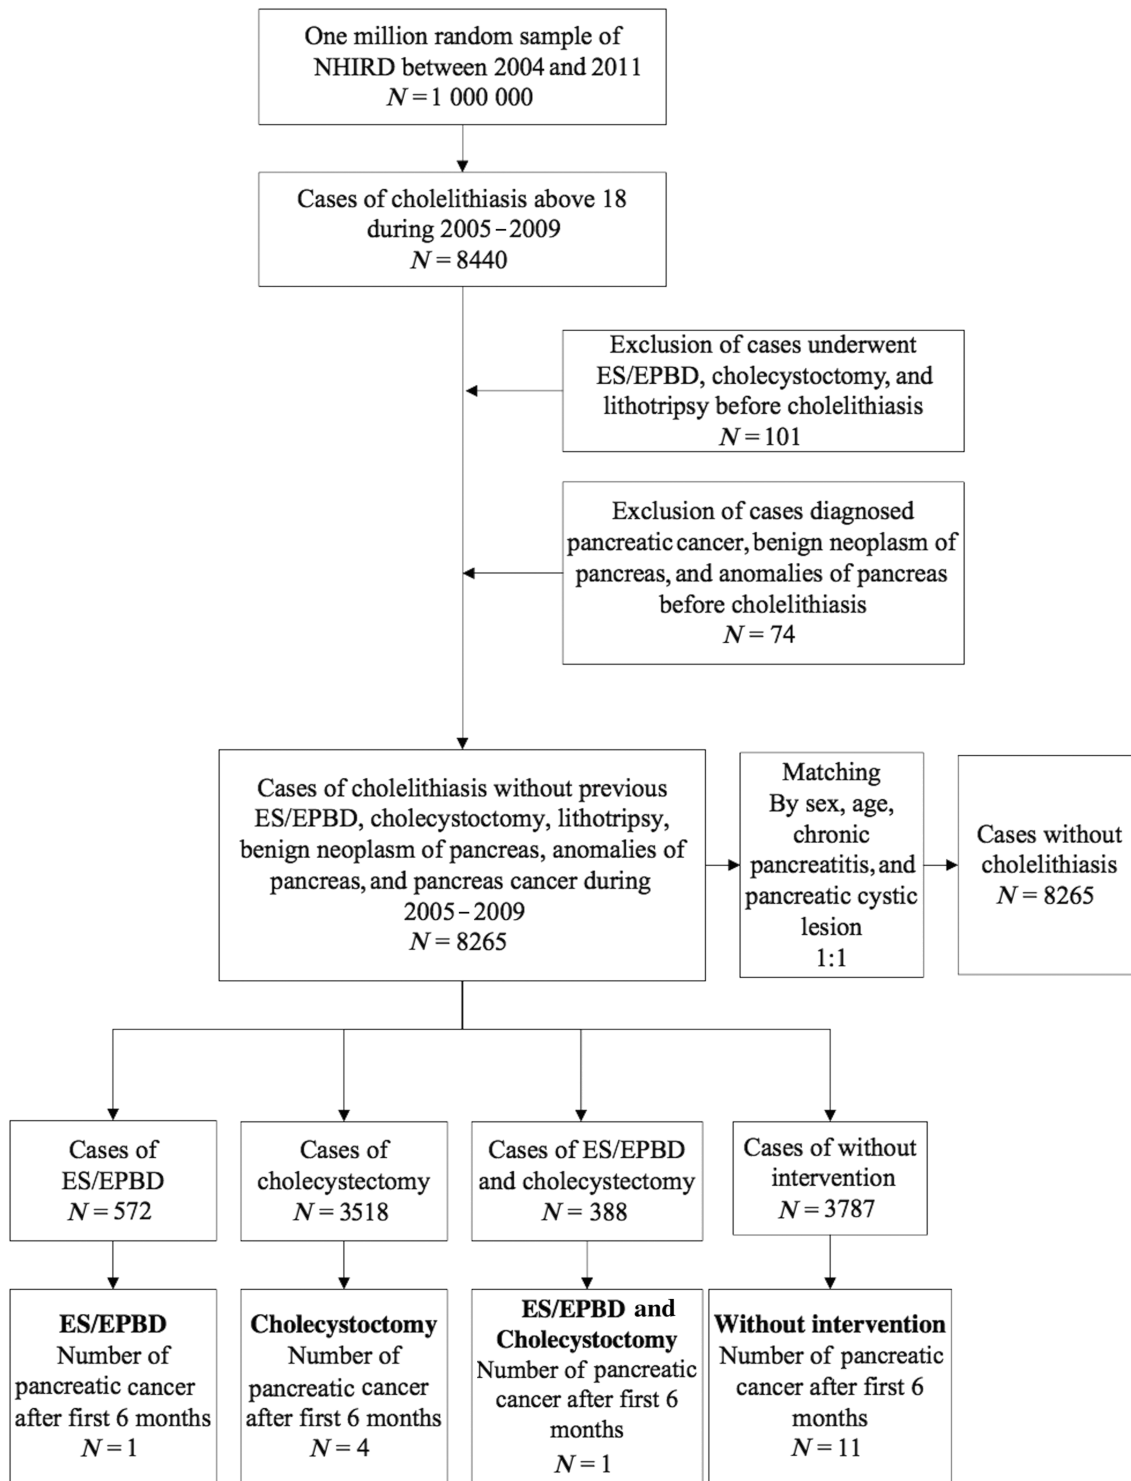 One million random sample of
NHIRD between 2004 and 2011
N = 1 000 000
Cases of cholelithiasis above 18
during 2005 – 2009
N = 8440
Exclusion of cases underwent
ES/EPBD, cholecystoctomy, and
lithotripsy before cholelithiasis
N = 101
Exclusion of cases diagnosed
pancreatic cancer, benign neoplasm of
pancreas, and anomalies of pancreas
before cholelithiasis
N = 74
Cases of cholelithiasis without previous
ES/EPBD, cholecystoctomy, lithotripsy,
benign neoplasm of pancreas, anomalies of
pancreas, and pancreas cancer during
2005 – 2009
N = 8265
Matching
By sex, age,
chronic
pancreatitis, and
pancreatic cystic
lesion
1:1
Cases without
cholelithiasis
N = 8265
Cases of
ES/EPBD
N = 572
Cases of
cholecystectomy
N = 3518
Cases of ES/EPBD
and cholecystectomy
N = 388
Cases of without
intervention
N = 3787
ES/EPBD
Number of
pancreatic cancer
after first 6 months
N = 1
Cholecystoctomy
Number of
pancreatic cancer
after first 6 months
N = 4
ES/EPBD and
Cholecystoctomy
Number of pancreatic
cancer after first 6
months
N = 1
Without intervention
Number of pancreatic
cancer after first 6
months
N = 11